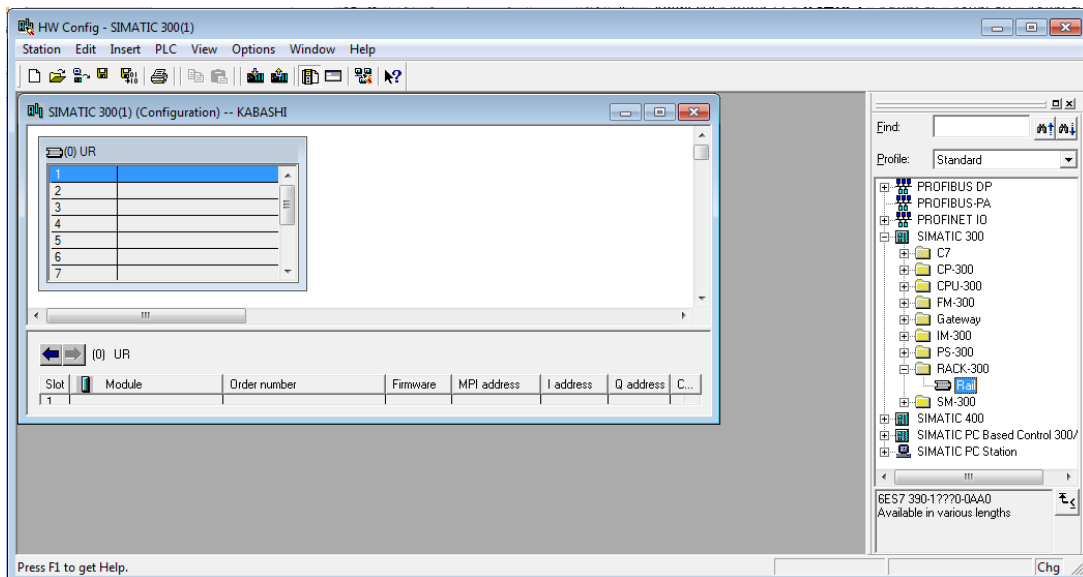 HW Config - SIMATIC 300(1)
Station Edit Insert PLC View Options Window Help
SIMATIC 300(1) (Configuration) -- KABASHI
(0) UR
1
2
3
4
5
6
7
(0) UR
Slot Module Order number Firmware MPI address I address Q address C...
1
Find:
Profile: Standard
PROFIBUS DP
PROFIBUS-PA
PROFINET IO
SIMATIC 300
C7
CP-300
CPU-300
FM-300
Gateway
IM-300
PS-300
RACK-300
Rail
SM-300
SIMATIC 400
SIMATIC PC Based Control 300/
SIMATIC PC Station
6ES7 390-1???0-0AA0
Available in various lengths
Press F1 to get Help.
Chg